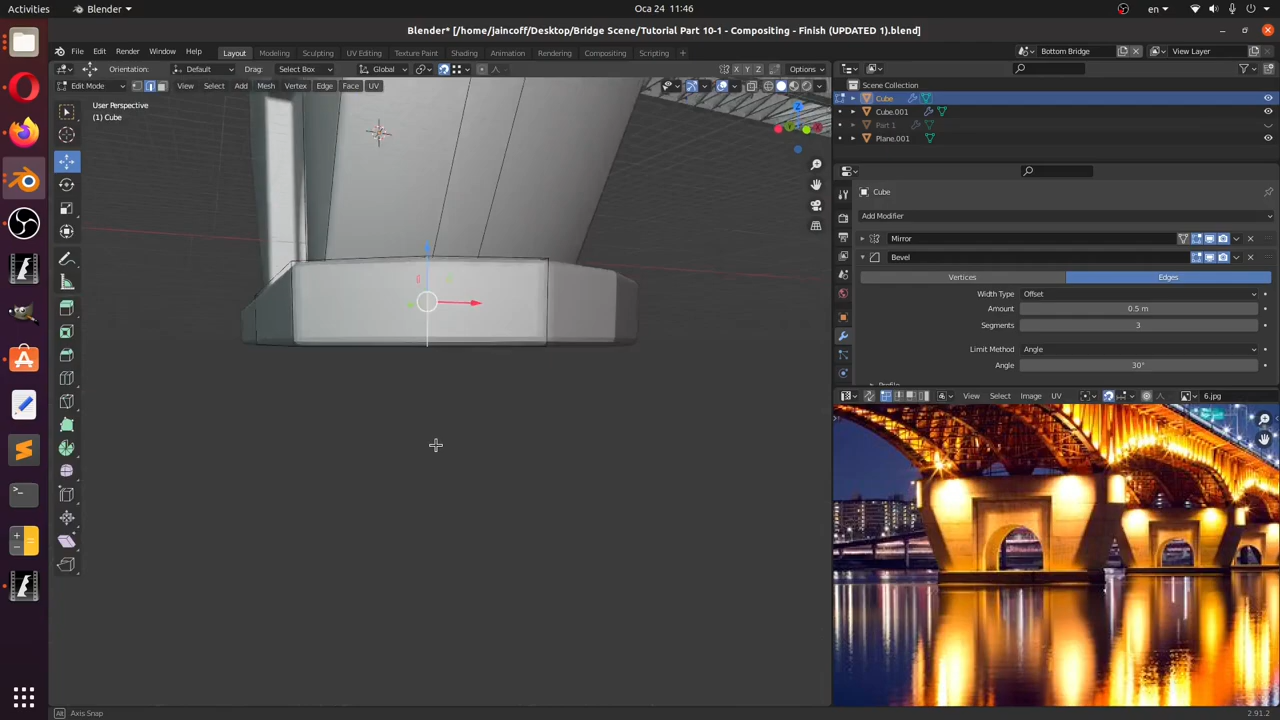 Activities
Blender
Oca 24 11:46
en
Blender* [/home/jaincoff/Desktop/Bridge Scene/Tutorial Part 10-1 - Compositing - Finish (UPDATED 1).blend]
File Edit Render Window Help Layout Modeling Sculpting UV Editing Texture Paint Shading Animation Rendering Compositing Scripting
Bottom Bridge
View Layer
Orientation: Default Drag: Select Box Global
X Y Z
Options
Edit Mode View Select Add Mesh Vertex Edge Face UV
User Perspective
(1) Cube
Scene Collection
Cube
Cube.001
Part 1
Plane.001
Cube
Add Modifier
Mirror
Bevel
Vertices Edges
Width Type Offset
Amount 0.5 m
Segments 3
Limit Method Angle
Angle 30°
View Select Image UV
6.jpg
Alt Axis Snap
2.91.2